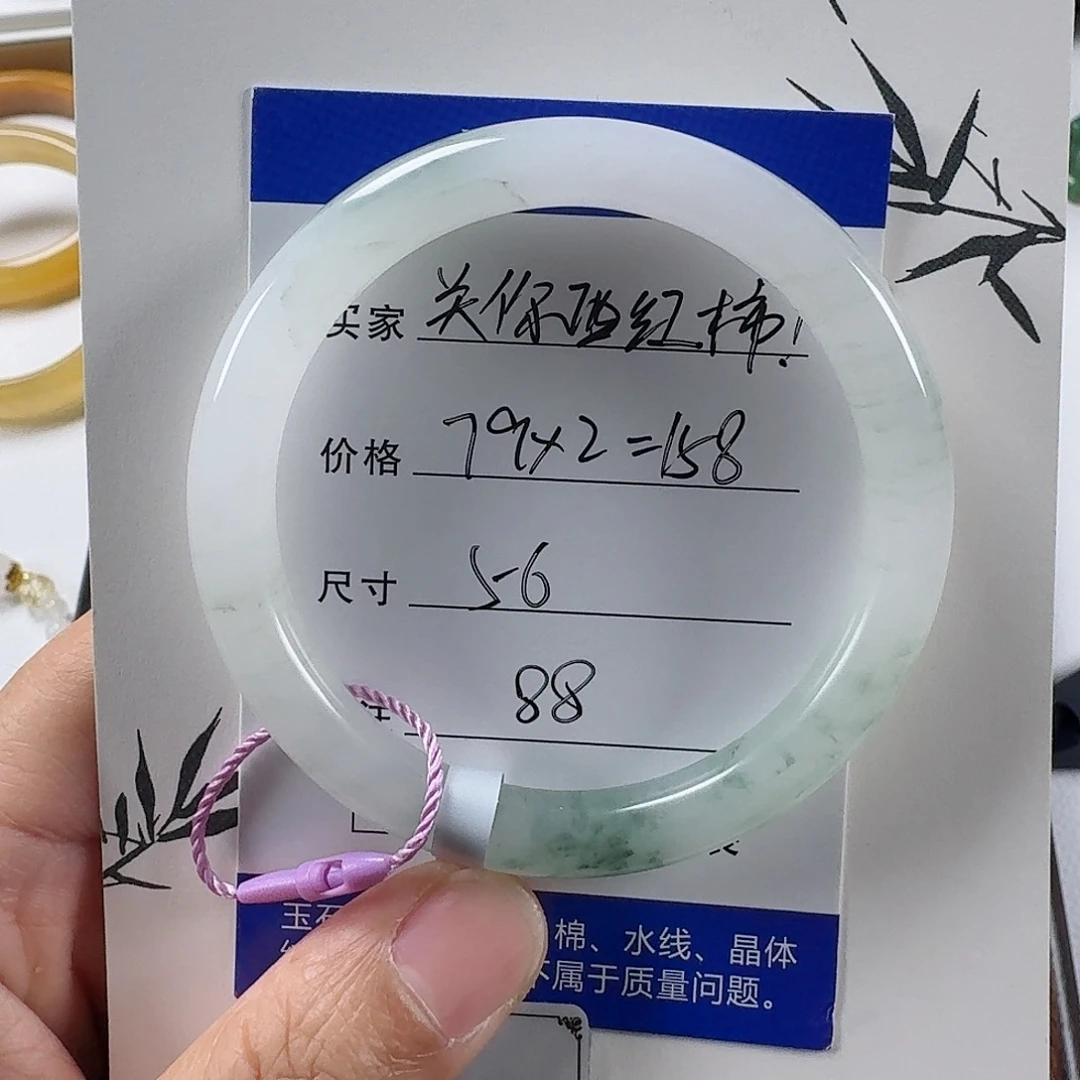 买家 关你西红柿！
价格 79×2=158
尺寸 56
注 88
玉石 棉、水线、晶体
不属于质量问题。